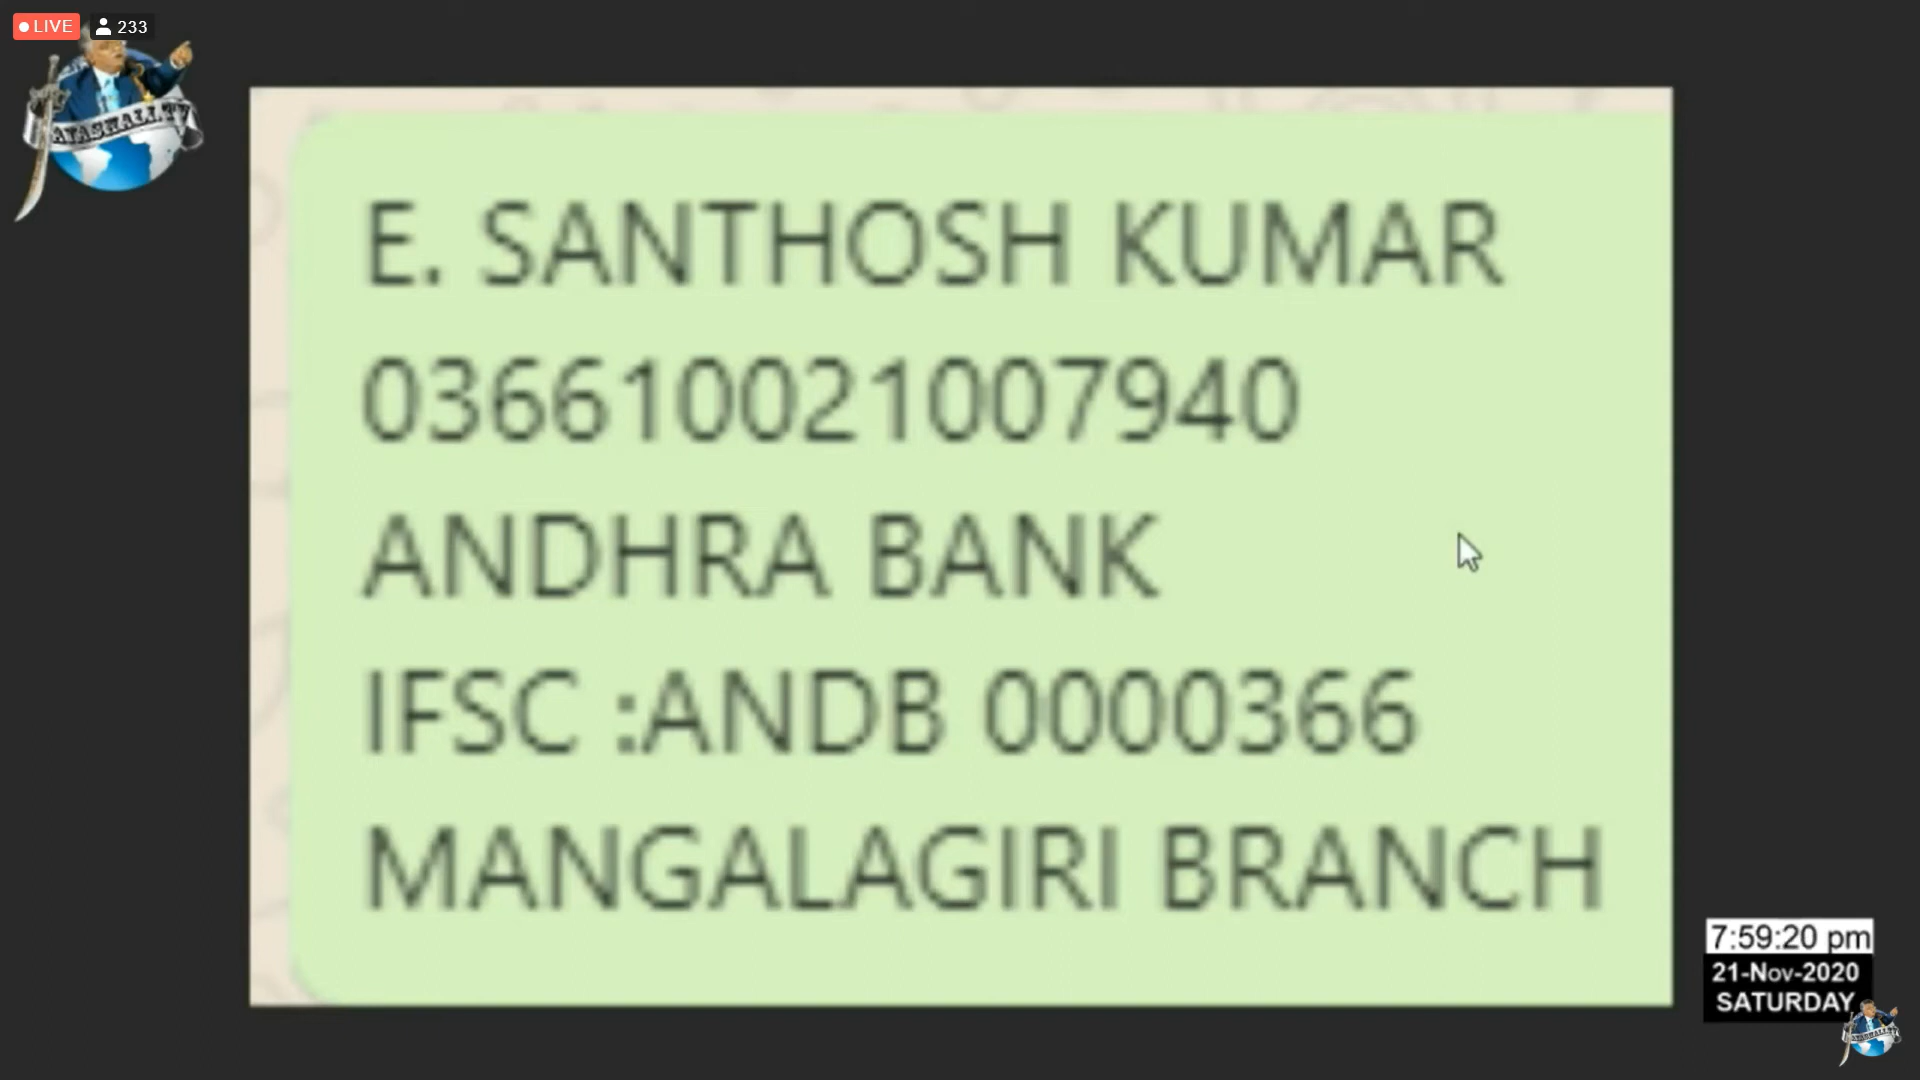 LIVE 233
E. SANTHOSH KUMAR
036610021007940
ANDHRA BANK
IFSC :ANDB 0000366
MANGALAGIRI BRANCH
7:59:20 pm
21-Nov-2020
SATURDAY